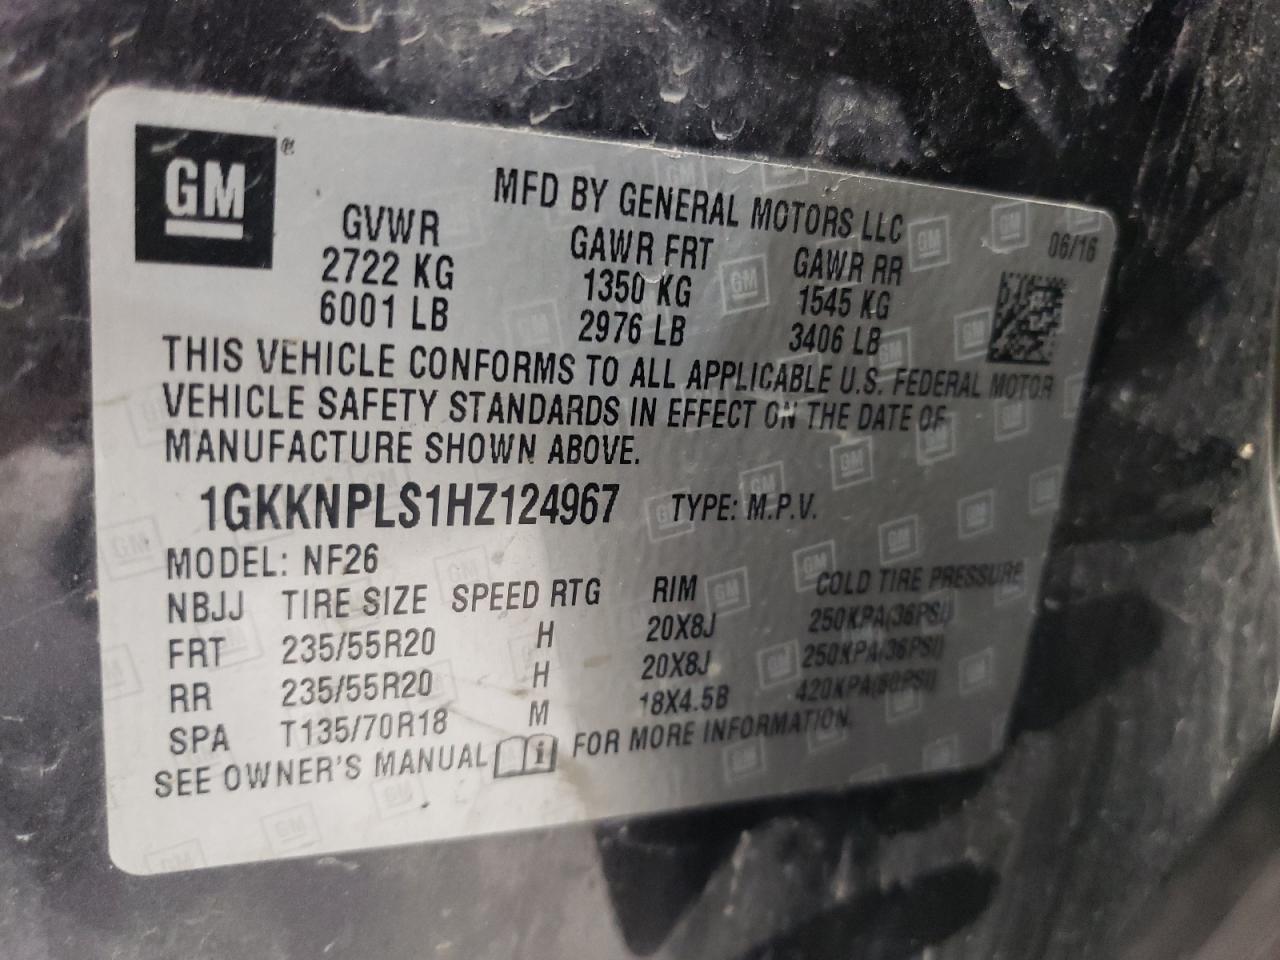 GM®
MFD BY GENERAL MOTORS LLC
06/16
GVWR GAWR FRT GAWR RR
2722 KG 1350 KG 1545 KG
6001 LB 2976 LB 3406 LB
THIS VEHICLE CONFORMS TO ALL APPLICABLE U.S. FEDERAL MOTOR
VEHICLE SAFETY STANDARDS IN EFFECT ON THE DATE OF
MANUFACTURE SHOWN ABOVE.
1GKKNPLS1HZ124967 TYPE: M.P.V.
MODEL: NF26
NBJJ TIRE SIZE SPEED RTG RIM COLD TIRE PRESSURE
FRT 235/55R20 H 20X8J 250KPA(36PSI)
RR 235/55R20 H 20X8J 250KPA(36PSI)
SPA T135/70R18 M 18X4.5B 420KPA(60PSI)
SEE OWNER'S MANUAL FOR MORE INFORMATION.